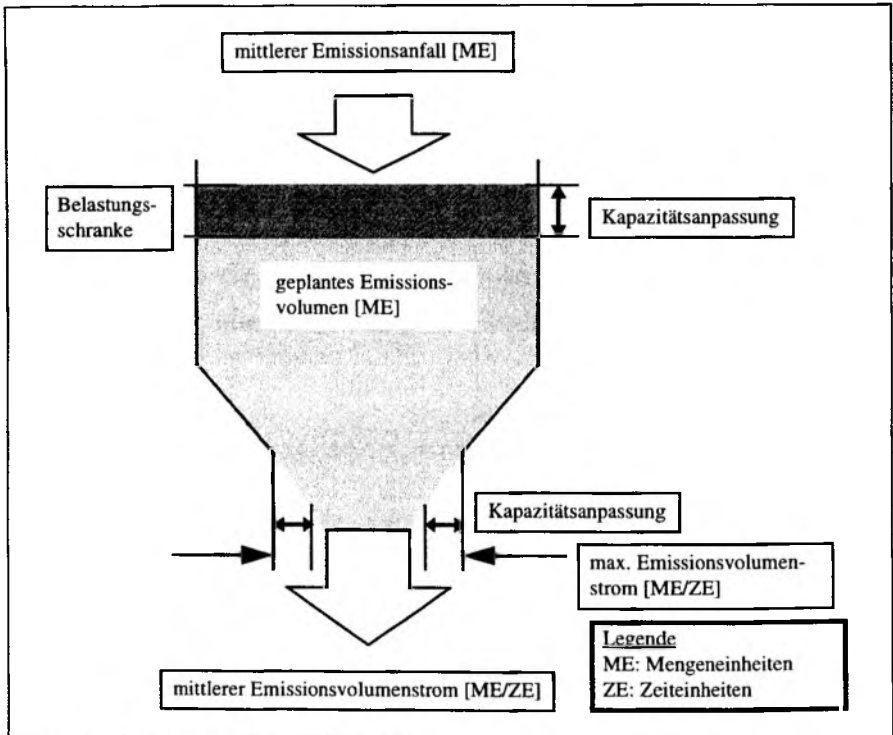 mittlerer Emissionsanfall [ME]
Belastungs-
schranke
Kapazitätsanpassung
geplantes Emissions-
volumen [ME]
Kapazitätsanpassung
max. Emissionsvolumen-
strom [ME/ZE]
Legende
ME: Mengeneinheiten
ZE: Zeiteinheiten
mittlerer Emissionsvolumenstrom [ME/ZE]